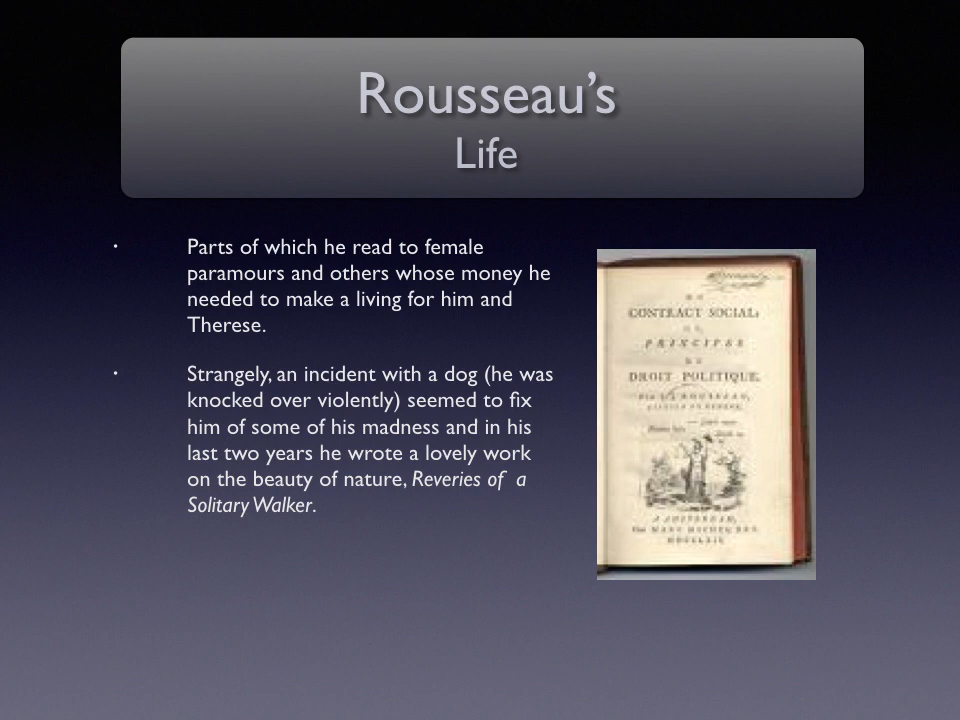 Rousseau’s
Life
• Parts of which he read to female
paramours and others whose money he
needed to make a living for him and
Therese.
• Strangely, an incident with a dog (he was
knocked over violently) seemed to fix
him of some of his madness and in his
last two years he wrote a lovely work
on the beauty of nature, Reveries of a
Solitary Walker.
CONTRACT SOCIAL;
PRINCIPES
DROIT POLITIQUE.
A AMSTERDAM,